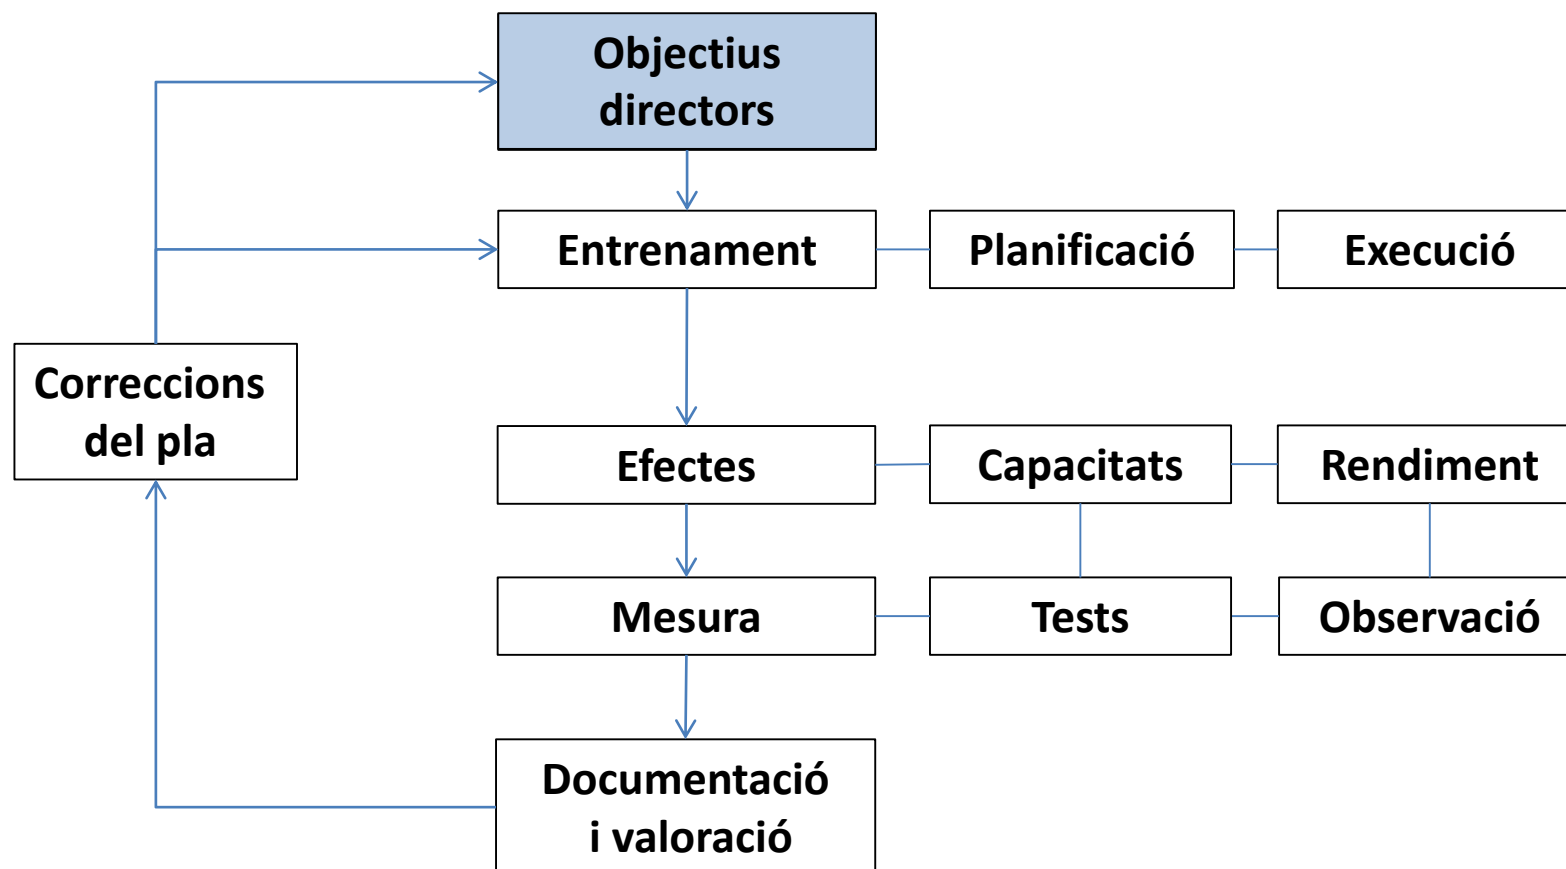 Objectius
directors
Entrenament
Planificació
Execució
Correccions
del pla
Efectes
Capacitats
Rendiment
Mesura
Tests
Observació
Documentació
i valoració